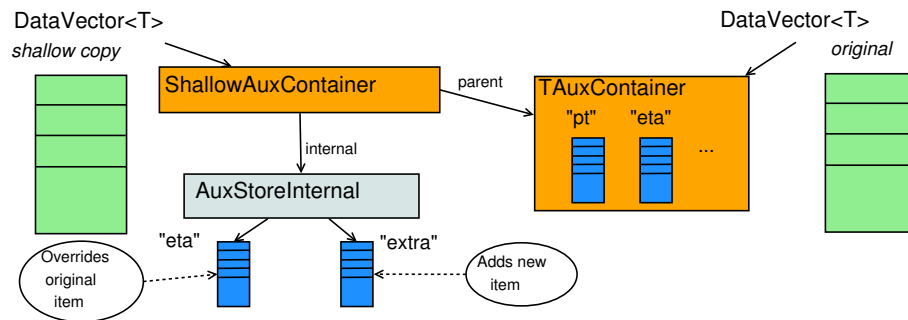 DataVector<T>
shallow copy
DataVector<T>
original
ShallowAuxContainer
parent
TAuxContainer
"pt"
"eta"
...
internal
AuxStoreInternal
"eta"
"extra"
Overrides
original
item
Adds new
item